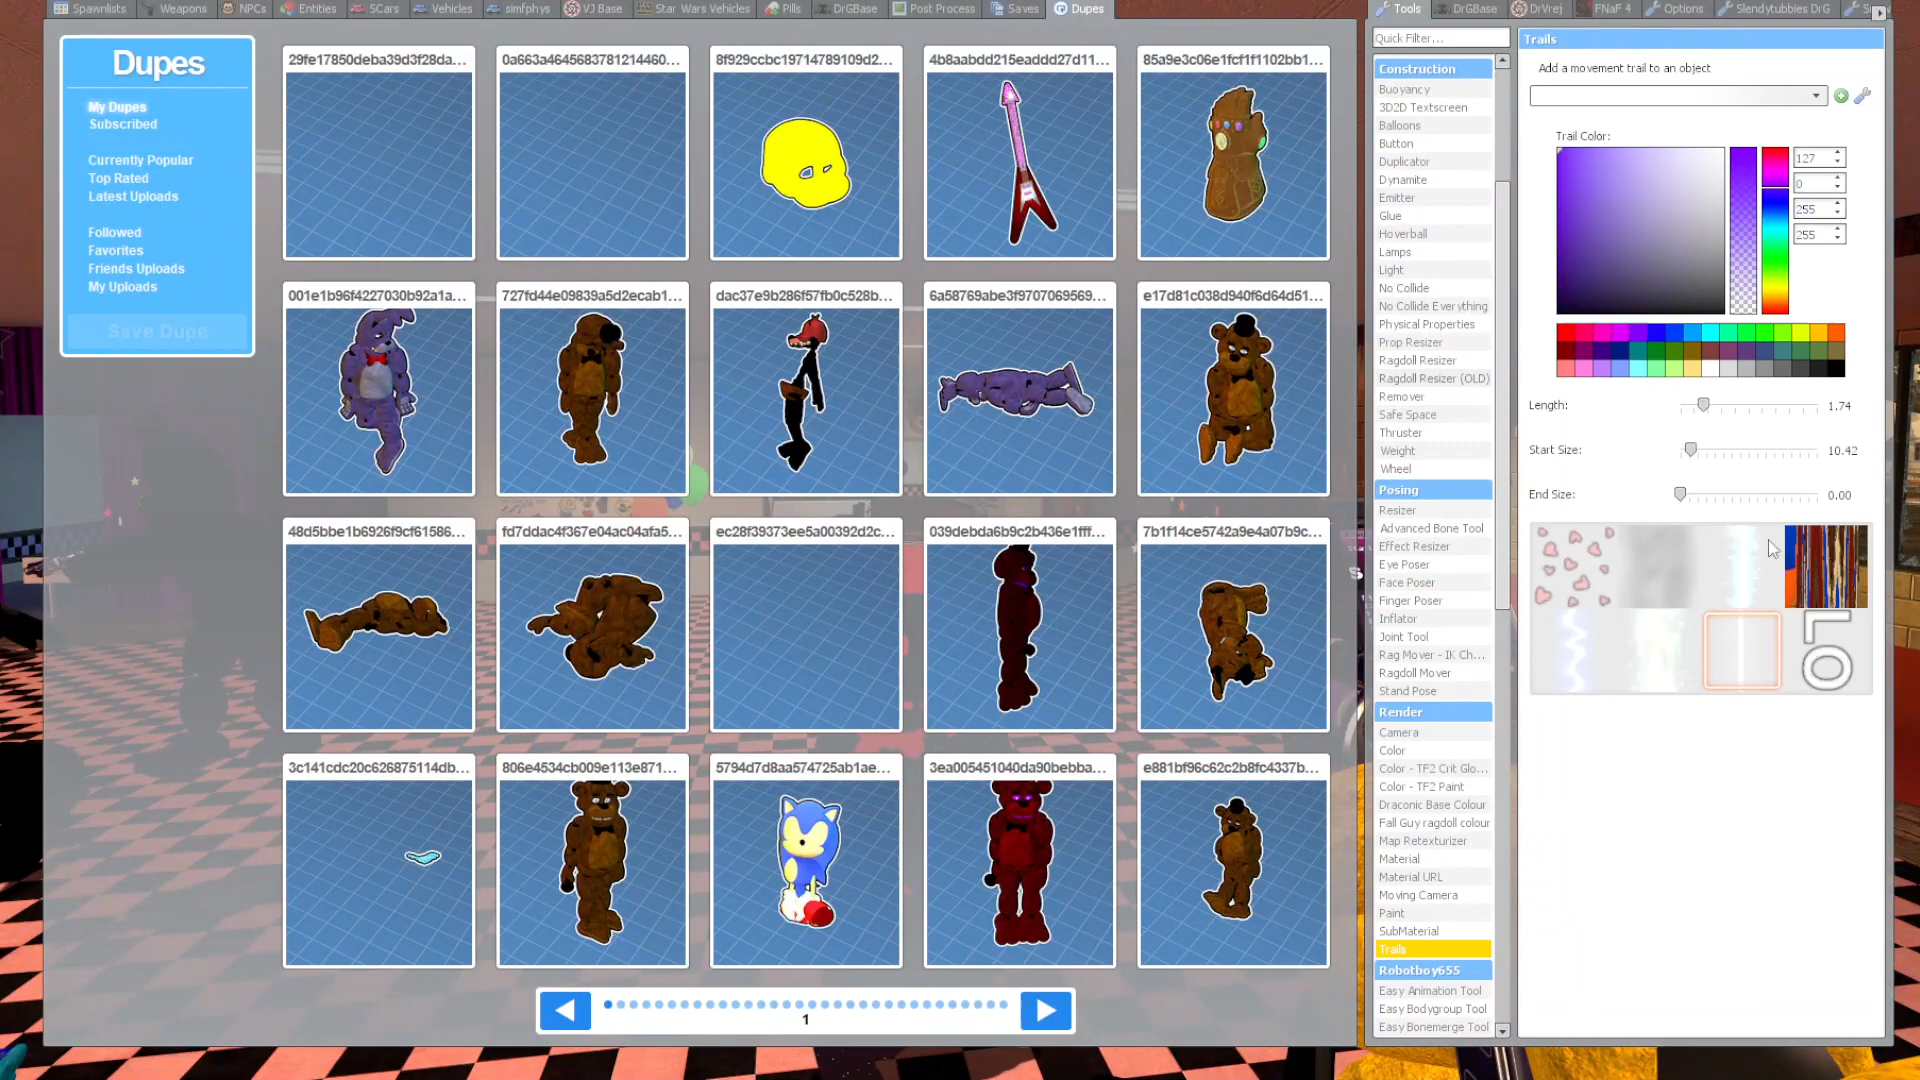 Spawnlists Weapons NPCs Entities SCars Vehicles simfphys VJ Base Star Wars Vehicles Pills DrGBase Post Process Saves Dupes
Tools DrGBase DrVrej FNaF 4 Options Slendytubbies DrG
Dupes
My Dupes
Subscribed
Currently Popular
Top Rated
Latest Uploads
Followed
Favorites
Friends Uploads
My Uploads
Save Dupe
29fe17850deba39d3f28da... 0a663a4645683781214460... 8f929ccbc19714789109d2... 4b8aabdd215eaddd27d11... 85a9e3c06e1fcf1f1102bb1...
001e1b96f4227030b92a1a... 727fd44e09839a5d2ecab1... dac37e9b286f57fb0c528b... 6a58769abe3f9707069569... e17d81c038d940f6d64d51...
48d5bbe1b6926f9cf61586... fd7ddac4f367e04ac04afa5... ec28f39373ee5a00392d2c... 039debda6b9c2b436e1fff... 7b1f14ce5742a9e4a07b9c...
3c141cdc20c626875114db... 806e4534cb009e113e871... 5794d7d8aa574725ab1ae... 3ea005451040da90bebba... e881bf96c62c2b8fc4337b...
1
Quick Filter...
Construction
Buoyancy
3D2D Textscreen
Balloons
Button
Duplicator
Dynamite
Emitter
Glue
Hoverball
Lamps
Light
No Collide
No Collide Everything
Physical Properties
Prop Resizer
Ragdoll Resizer
Ragdoll Resizer (OLD)
Remover
Safe Space
Thruster
Weight
Wheel
Posing
Resizer
Advanced Bone Tool
Effect Resizer
Eye Poser
Face Poser
Finger Poser
Inflator
Joint Tool
Rag Mover - IK Ch...
Ragdoll Mover
Stand Pose
Render
Camera
Color
Color - TF2 Crit Glo...
Color - TF2 Paint
Draconic Base Colour
Fall Guy ragdoll colour
Map Retexturizer
Material
Material URL
Moving Camera
Paint
SubMaterial
Trails
Robotboy655
Easy Animation Tool
Easy Bodygroup Tool
Easy Bonemerge Tool
Trails
Add a movement trail to an object
Trail Color:
127
0
255
255
Length: 1.74
Start Size: 10.42
End Size: 0.00